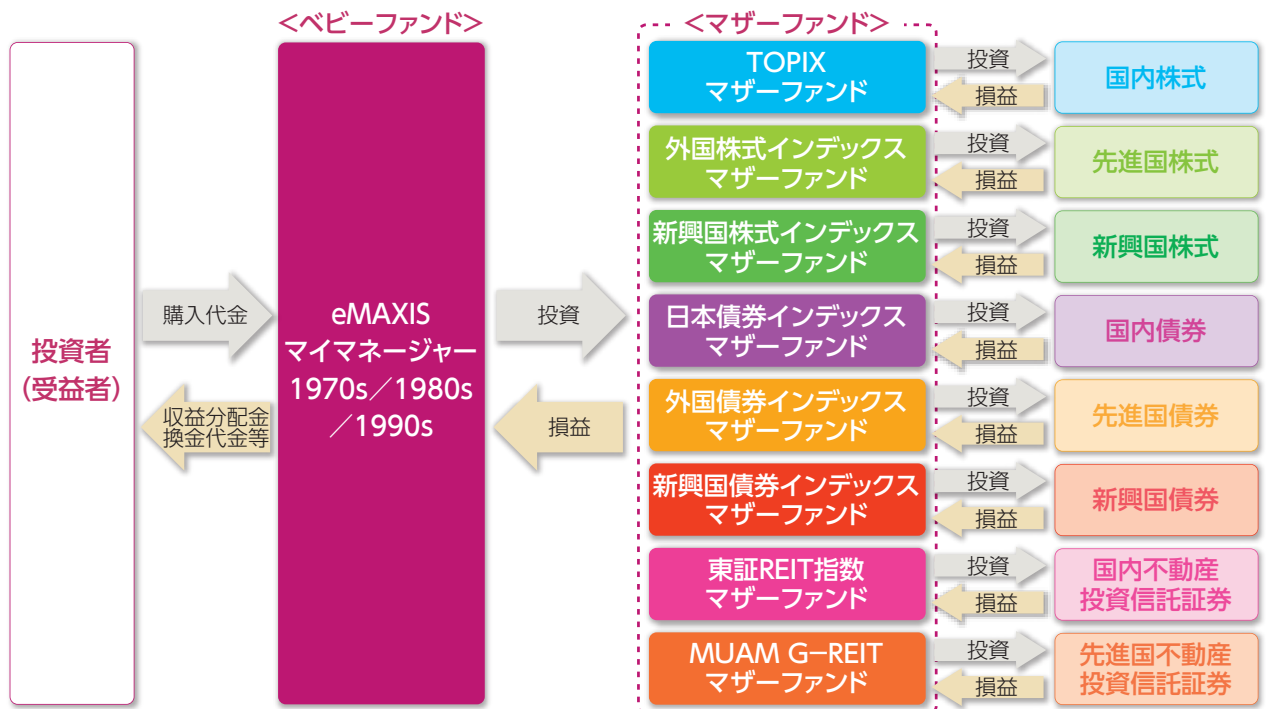 <ベビーファンド>
<マザーファンド>
投資者
(受益者)
購入代金
収益分配金
換金代金等
eMAXIS
マイマネージャー
1970s/1980s
/1990s
投資
損益
TOPIX
マザーファンド
投資
損益
国内株式
外国株式インデックス
マザーファンド
投資
損益
先進国株式
新興国株式インデックス
マザーファンド
投資
損益
新興国株式
日本債券インデックス
マザーファンド
投資
損益
国内債券
外国債券インデックス
マザーファンド
投資
損益
先進国債券
新興国債券インデックス
マザーファンド
投資
損益
新興国債券
東証REIT指数
マザーファンド
投資
損益
国内不動産
投資信託証券
MUAM G−REIT
マザーファンド
投資
損益
先進国不動産
投資信託証券